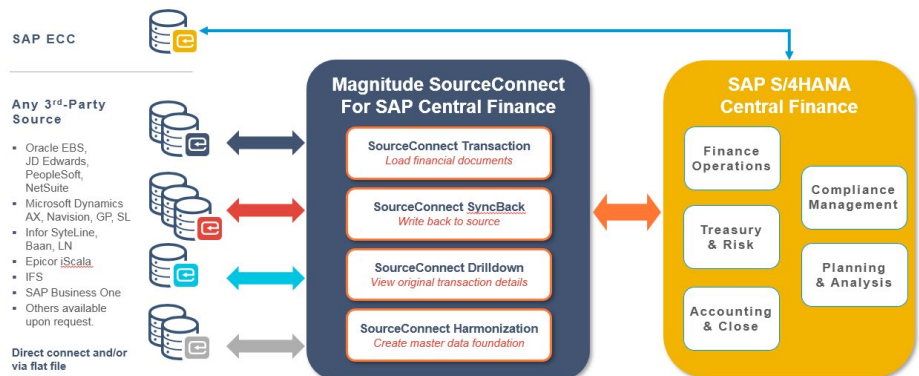 SAP ECC
Any 3rd-Party
Source
▪ Oracle EBS,
JD Edwards,
PeopleSoft,
NetSuite
▪ Microsoft Dynamics
AX, Navision, GP, SL
▪ Infor SyteLine,
Baan, LN
▪ Epicor iScala
▪ IFS
▪ SAP Business One
▪ Others available
upon request.
Direct connect and/or
via flat file
Magnitude SourceConnect
For SAP Central Finance
SourceConnect Transaction
Load financial documents
SourceConnect SyncBack
Write back to source
SourceConnect Drilldown
View original transaction details
SourceConnect Harmonization
Create master data foundation
SAP S/4HANA
Central Finance
Finance
Operations
Treasury
& Risk
Accounting
& Close
Compliance
Management
Planning
& Analysis